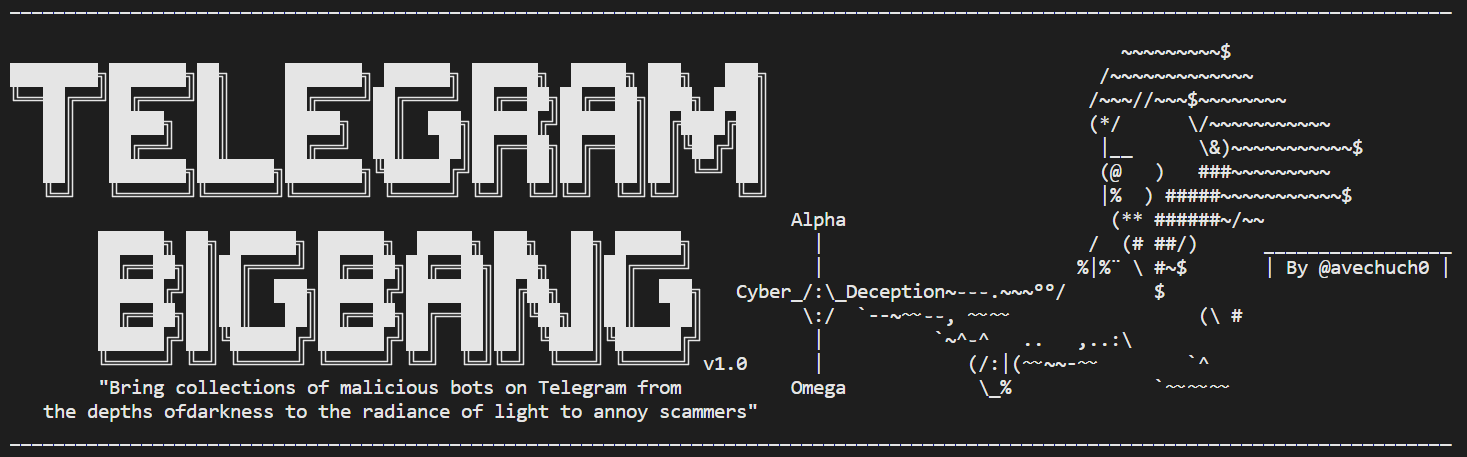 TELEGRAM
BIGBANG
v1.0
"Bring collections of malicious bots on Telegram from
the depths ofdarkness to the radiance of light to annoy scammers"
Alpha
Cyber_/:\_Deception
Omega
| By @avechuch0 |